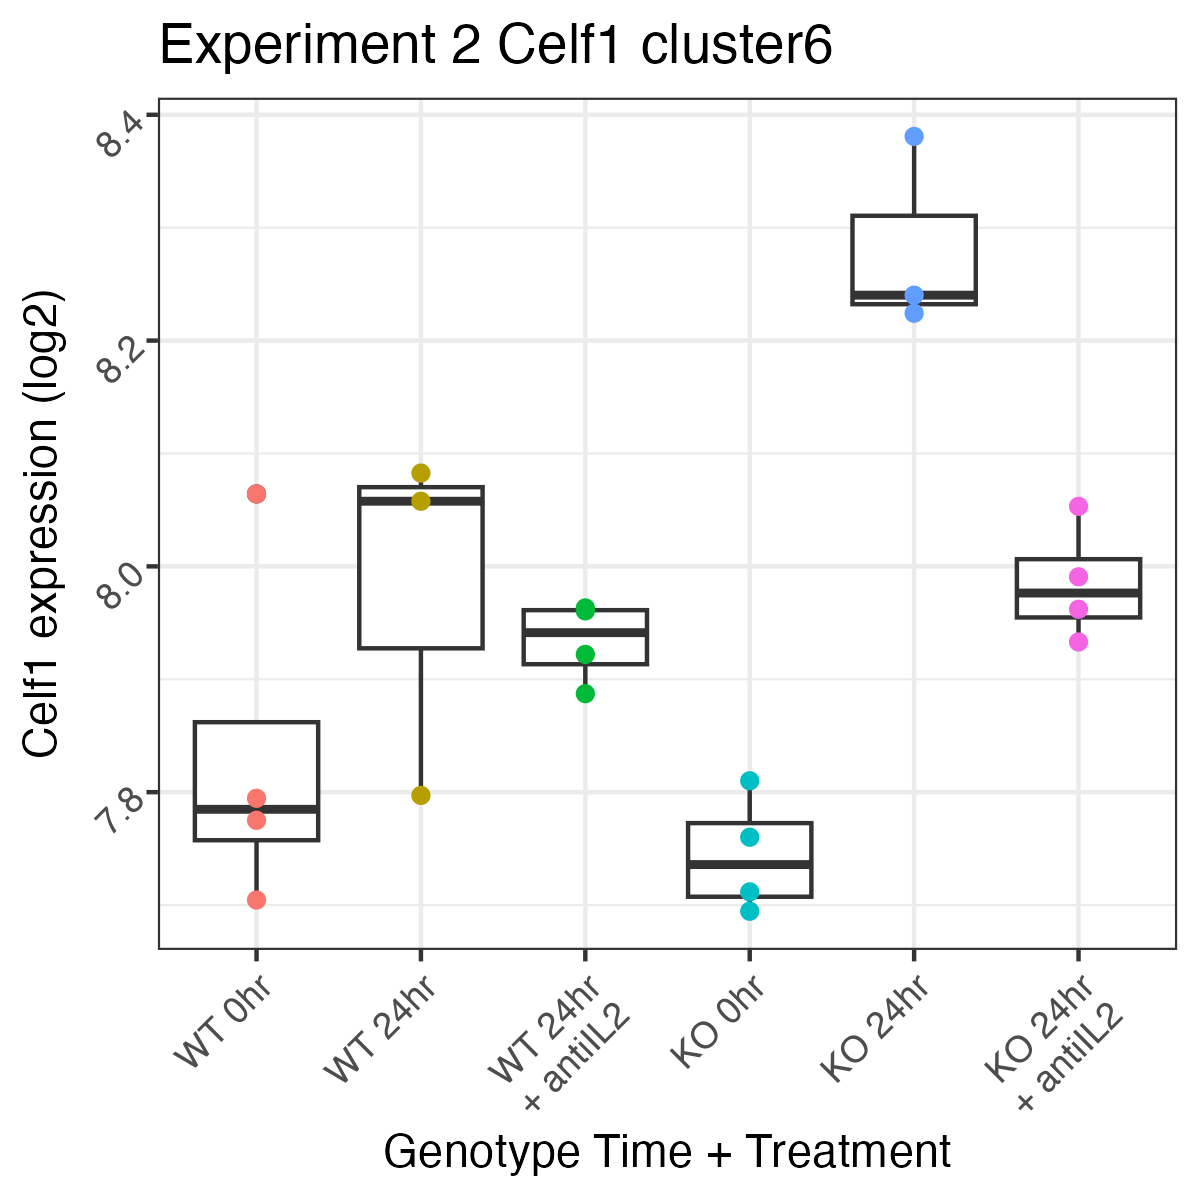 Experiment 2 Celf1 cluster6
Celf1 expression (log2)
8.4
8.2
8.0
7.8
WT 0hr
WT 24hr
WT 24hr
+ antiIL2
KO 0hr
KO 24hr
KO 24hr
+ antiIL2
Genotype Time + Treatment